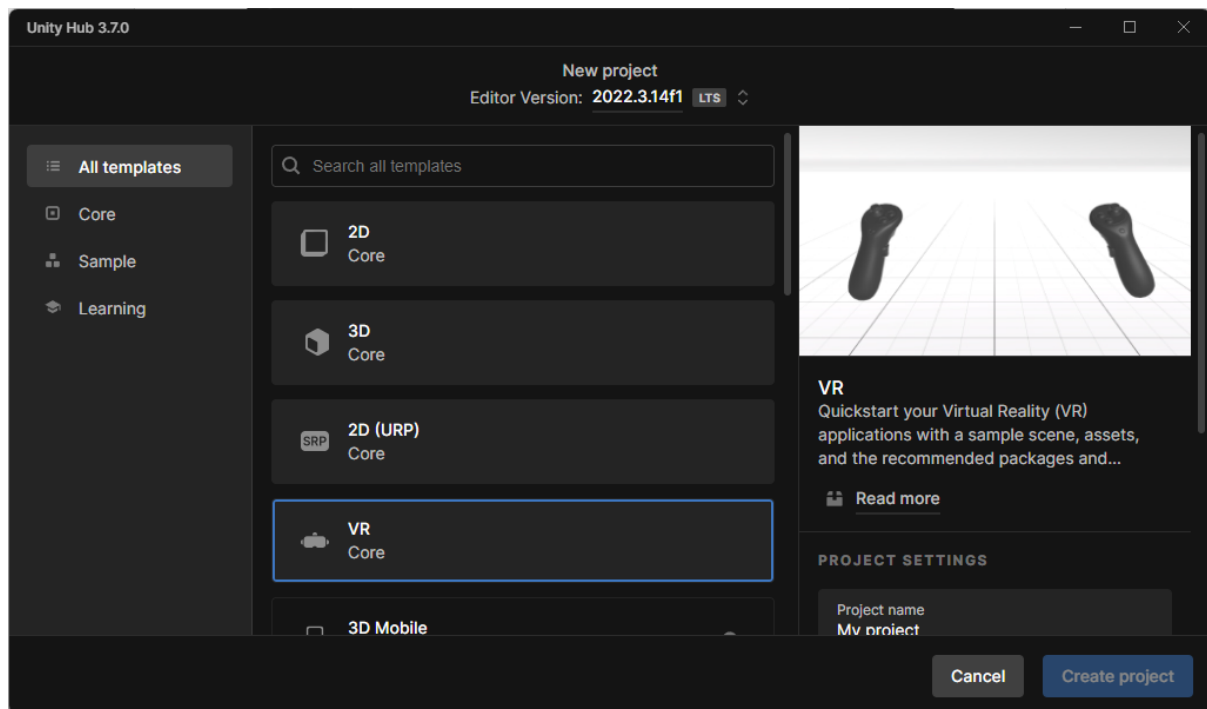 Unity Hub 3.7.0
New project
Editor Version: 2022.3.14f1 LTS
All templates
Core
Sample
Learning
Search all templates
2D
Core
3D
Core
SRP
2D (URP)
Core
VR
Core
3D Mobile
VR
Quickstart your Virtual Reality (VR)
applications with a sample scene, assets,
and the recommended packages and...
Read more
PROJECT SETTINGS
Project name
My project
Cancel
Create project